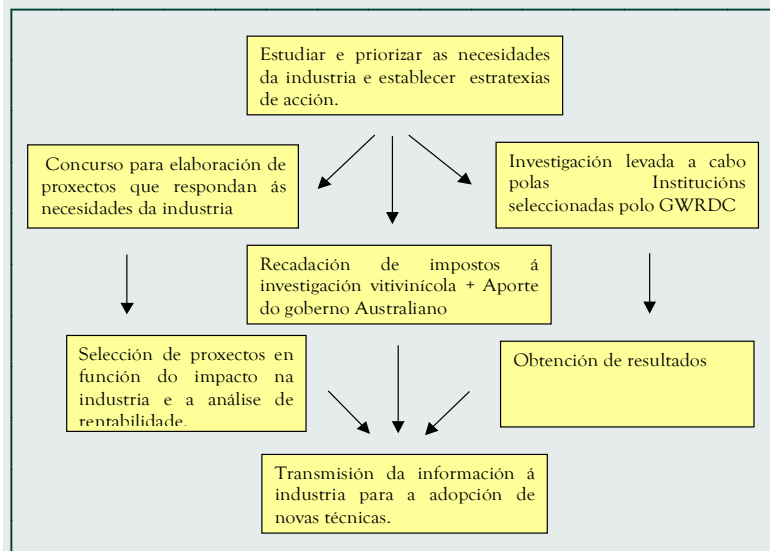 Estudiar e priorizar as necesidades
da industria e establecer estratexias
de acción.
Concurso para elaboración de
proxectos que respondan ás
necesidades da industria
Investigación levada a cabo
polas Institucións
seleccionadas polo GWRDC
Recadación de impostos á
investigación vitivinícola + Aporte
do goberno Australiano
Selección de proxectos en
función do impacto na
industria e a análise de
rentabilidade.
Obtención de resultados
Transmisión da información á
industria para a adopción de
novas técnicas.